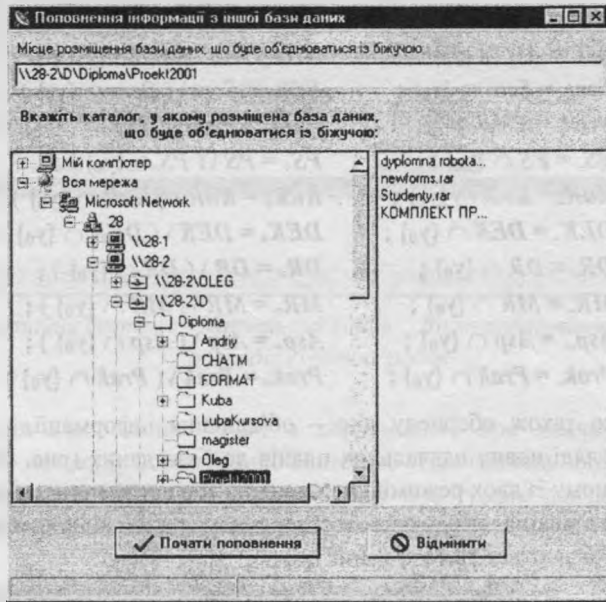 Поповнення інформації з іншої бази даних
Місце розміщення бази даних, що буде об'єднюватися із біжучою:
\\28-2\D\Diploma\Proekt2001
Вкажіть каталог, у якому розміщена база даних,
що буде об'єднюватися із біжучою:
Мій комп'ютер
Вся мережа
Microsoft Network
28
\\28-1
\\28-2
\\28-2\OLEG
\\28-2\D
Diploma
Andriy
CHATM
FORMAT
Kuba
LubaKursova
magister
Oleg
dyplomna robota...
newforms.rar
Studenty.rar
КОМПЛЕКТ ПР...
Почати поповнення
Відмінити